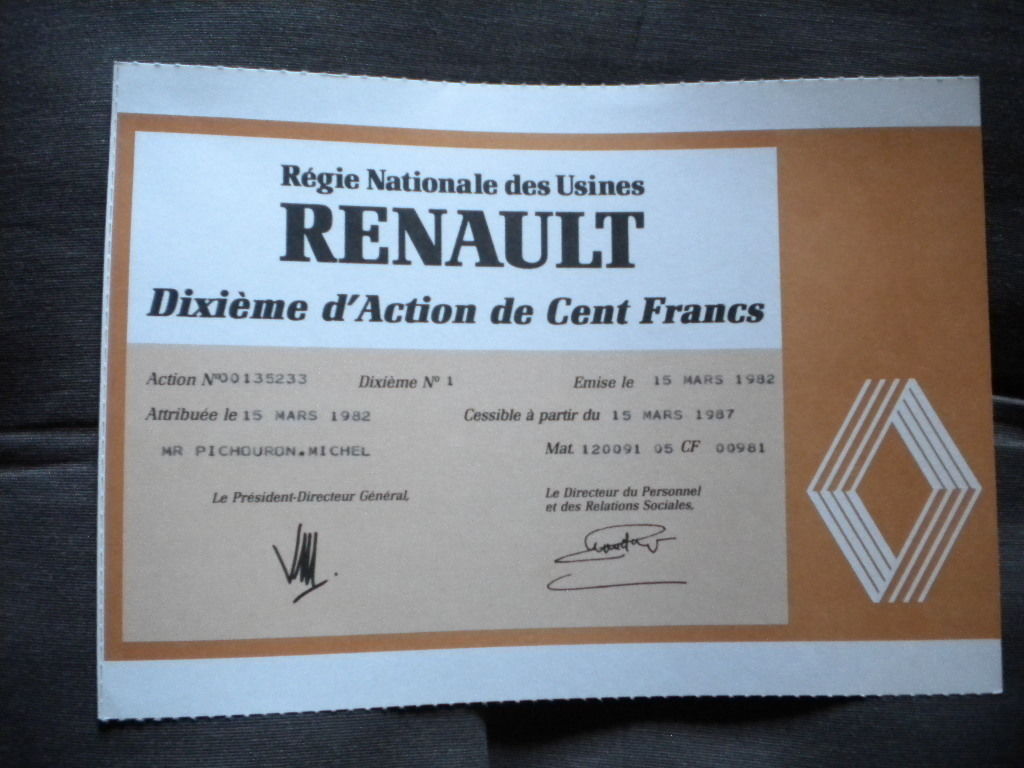 Régie Nationale des Usines
RENAULT
Dixième d'Action de Cent Francs
Action Nº00135233 Dixième Nº 1 Emise le 15 MARS 1982
Attribuée le 15 MARS 1982 Cessible à partir du 15 MARS 1987
MR PICHOURON.MICHEL Mat. 120091 05 CF 00981
Le Président-Directeur Général,
Le Directeur du Personnel
et des Relations Sociales,